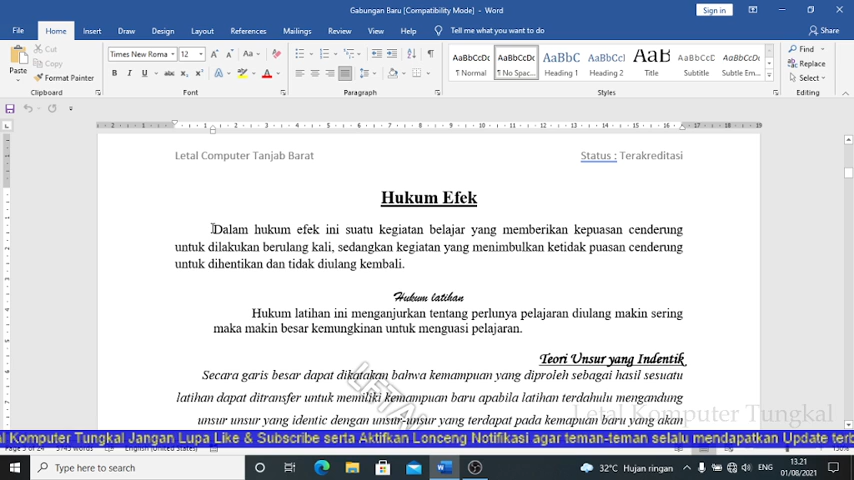 Gabungan Baru [Compatibility Mode] - Word
Sign in
File Home Insert Draw Design Layout References Mailings Review View Help Tell me what you want to do Share
Cut
Copy
Format Painter
Paste
Times New Roma 12
AaBbCcDc AaBbCcDc AaBbC AaBbCcI AaB AaBbCcD AaBbCcDc
¶ Normal ¶ No Spac... Heading 1 Heading 2 Title Subtitle Subtle Em...
Find
Replace
Select
Clipboard Font Paragraph Styles Editing
Letal Computer Tanjab Barat Status : Terakreditasi
Hukum Efek
Dalam hukum efek ini suatu kegiatan belajar yang memberikan kepuasan cenderung
untuk dilakukan berulang kali, sedangkan kegiatan yang menimbulkan ketidak puasan cenderung
untuk dihentikan dan tidak diulang kembali.
Hukum latihan
Hukum latihan ini menganjurkan tentang perlunya pelajaran diulang makin sering
maka makin besar kemungkinan untuk menguasi pelajaran.
Teori Unsur yang Indentik
Secara garis besar dapat dikatakan bahwa kemampuan yang diproleh sebagai hasil sesuatu
latihan dapat ditransfer untuk memiliki kemampuan baru apabila latihan terdahulu mengandung
unsur unsur yang identic dengan unsur-unsur yang terdapat pada kemapuan baru yang akan
Letal Komputer Tungkal
Komputer Tungkal Jangan Lupa Like & Subscribe serta Aktifkan Lonceng Notifikasi agar teman-teman selalu mendapatkan Update
Type here to search
32°C Hujan ringan
ENG
13.21
01/08/2021